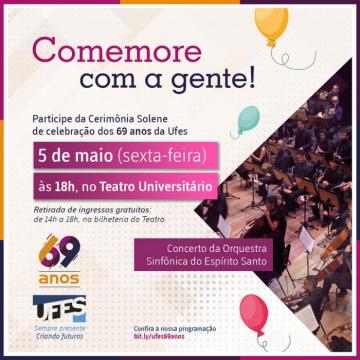 Comemore
com a gente!
Participe da Cerimônia Solene
de celebração dos 69 anos da Ufes
5 de maio (sexta-feira)
às 18h, no Teatro Universitário
Retirada de ingressos gratuitos:
de 14h a 18h, na bilheteria do Teatro.
Concerto da Orquestra
Sinfônica do Espírito Santo
69
anos
UFES
Sempre presente
Criando futuros
Confira a nossa programação
bit.ly/ufes69anos